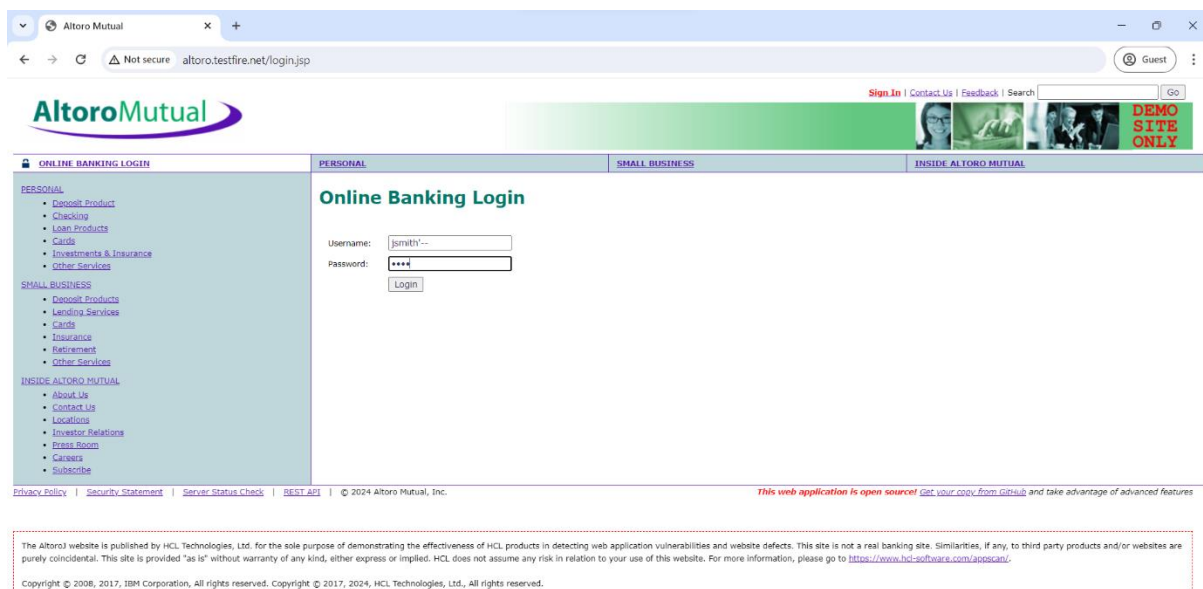 Altoro Mutual
Not secure altoro.testfire.net/login.jsp
Guest
Sign In | Contact Us | Feedback | Search Go
AltoroMutual
DEMO
SITE
ONLY
ONLINE BANKING LOGIN
PERSONAL
SMALL BUSINESS
INSIDE ALTORO MUTUAL
PERSONAL
Deposit Product
Checking
Loan Products
Cards
Investments & Insurance
Other Services
SMALL BUSINESS
Deposit Products
Lending Services
Cards
Insurance
Retirement
Other Services
INSIDE ALTORO MUTUAL
About Us
Contact Us
Locations
Investor Relations
Press Room
Careers
Subscribe
Online Banking Login
Username: jsmith'--
Password: ••••
Login
Privacy Policy | Security Statement | Server Status Check | REST API | © 2024 Altoro Mutual, Inc.
This web application is open source! Get your copy from GitHub and take advantage of advanced features
The AltoroJ website is published by HCL Technologies, Ltd. for the sole purpose of demonstrating the effectiveness of HCL products in detecting web application vulnerabilities and website defects. This site is not a real banking site. Similarities, if any, to third party products and/or websites are
purely coincidental. This site is provided "as is" without warranty of any kind, either express or implied. HCL does not assume any risk in relation to your use of this website. For more information, please go to https://www.hcl-software.com/appscan/.
Copyright © 2008, 2017, IBM Corporation, All rights reserved. Copyright © 2017, 2024, HCL Technologies, Ltd., All rights reserved.